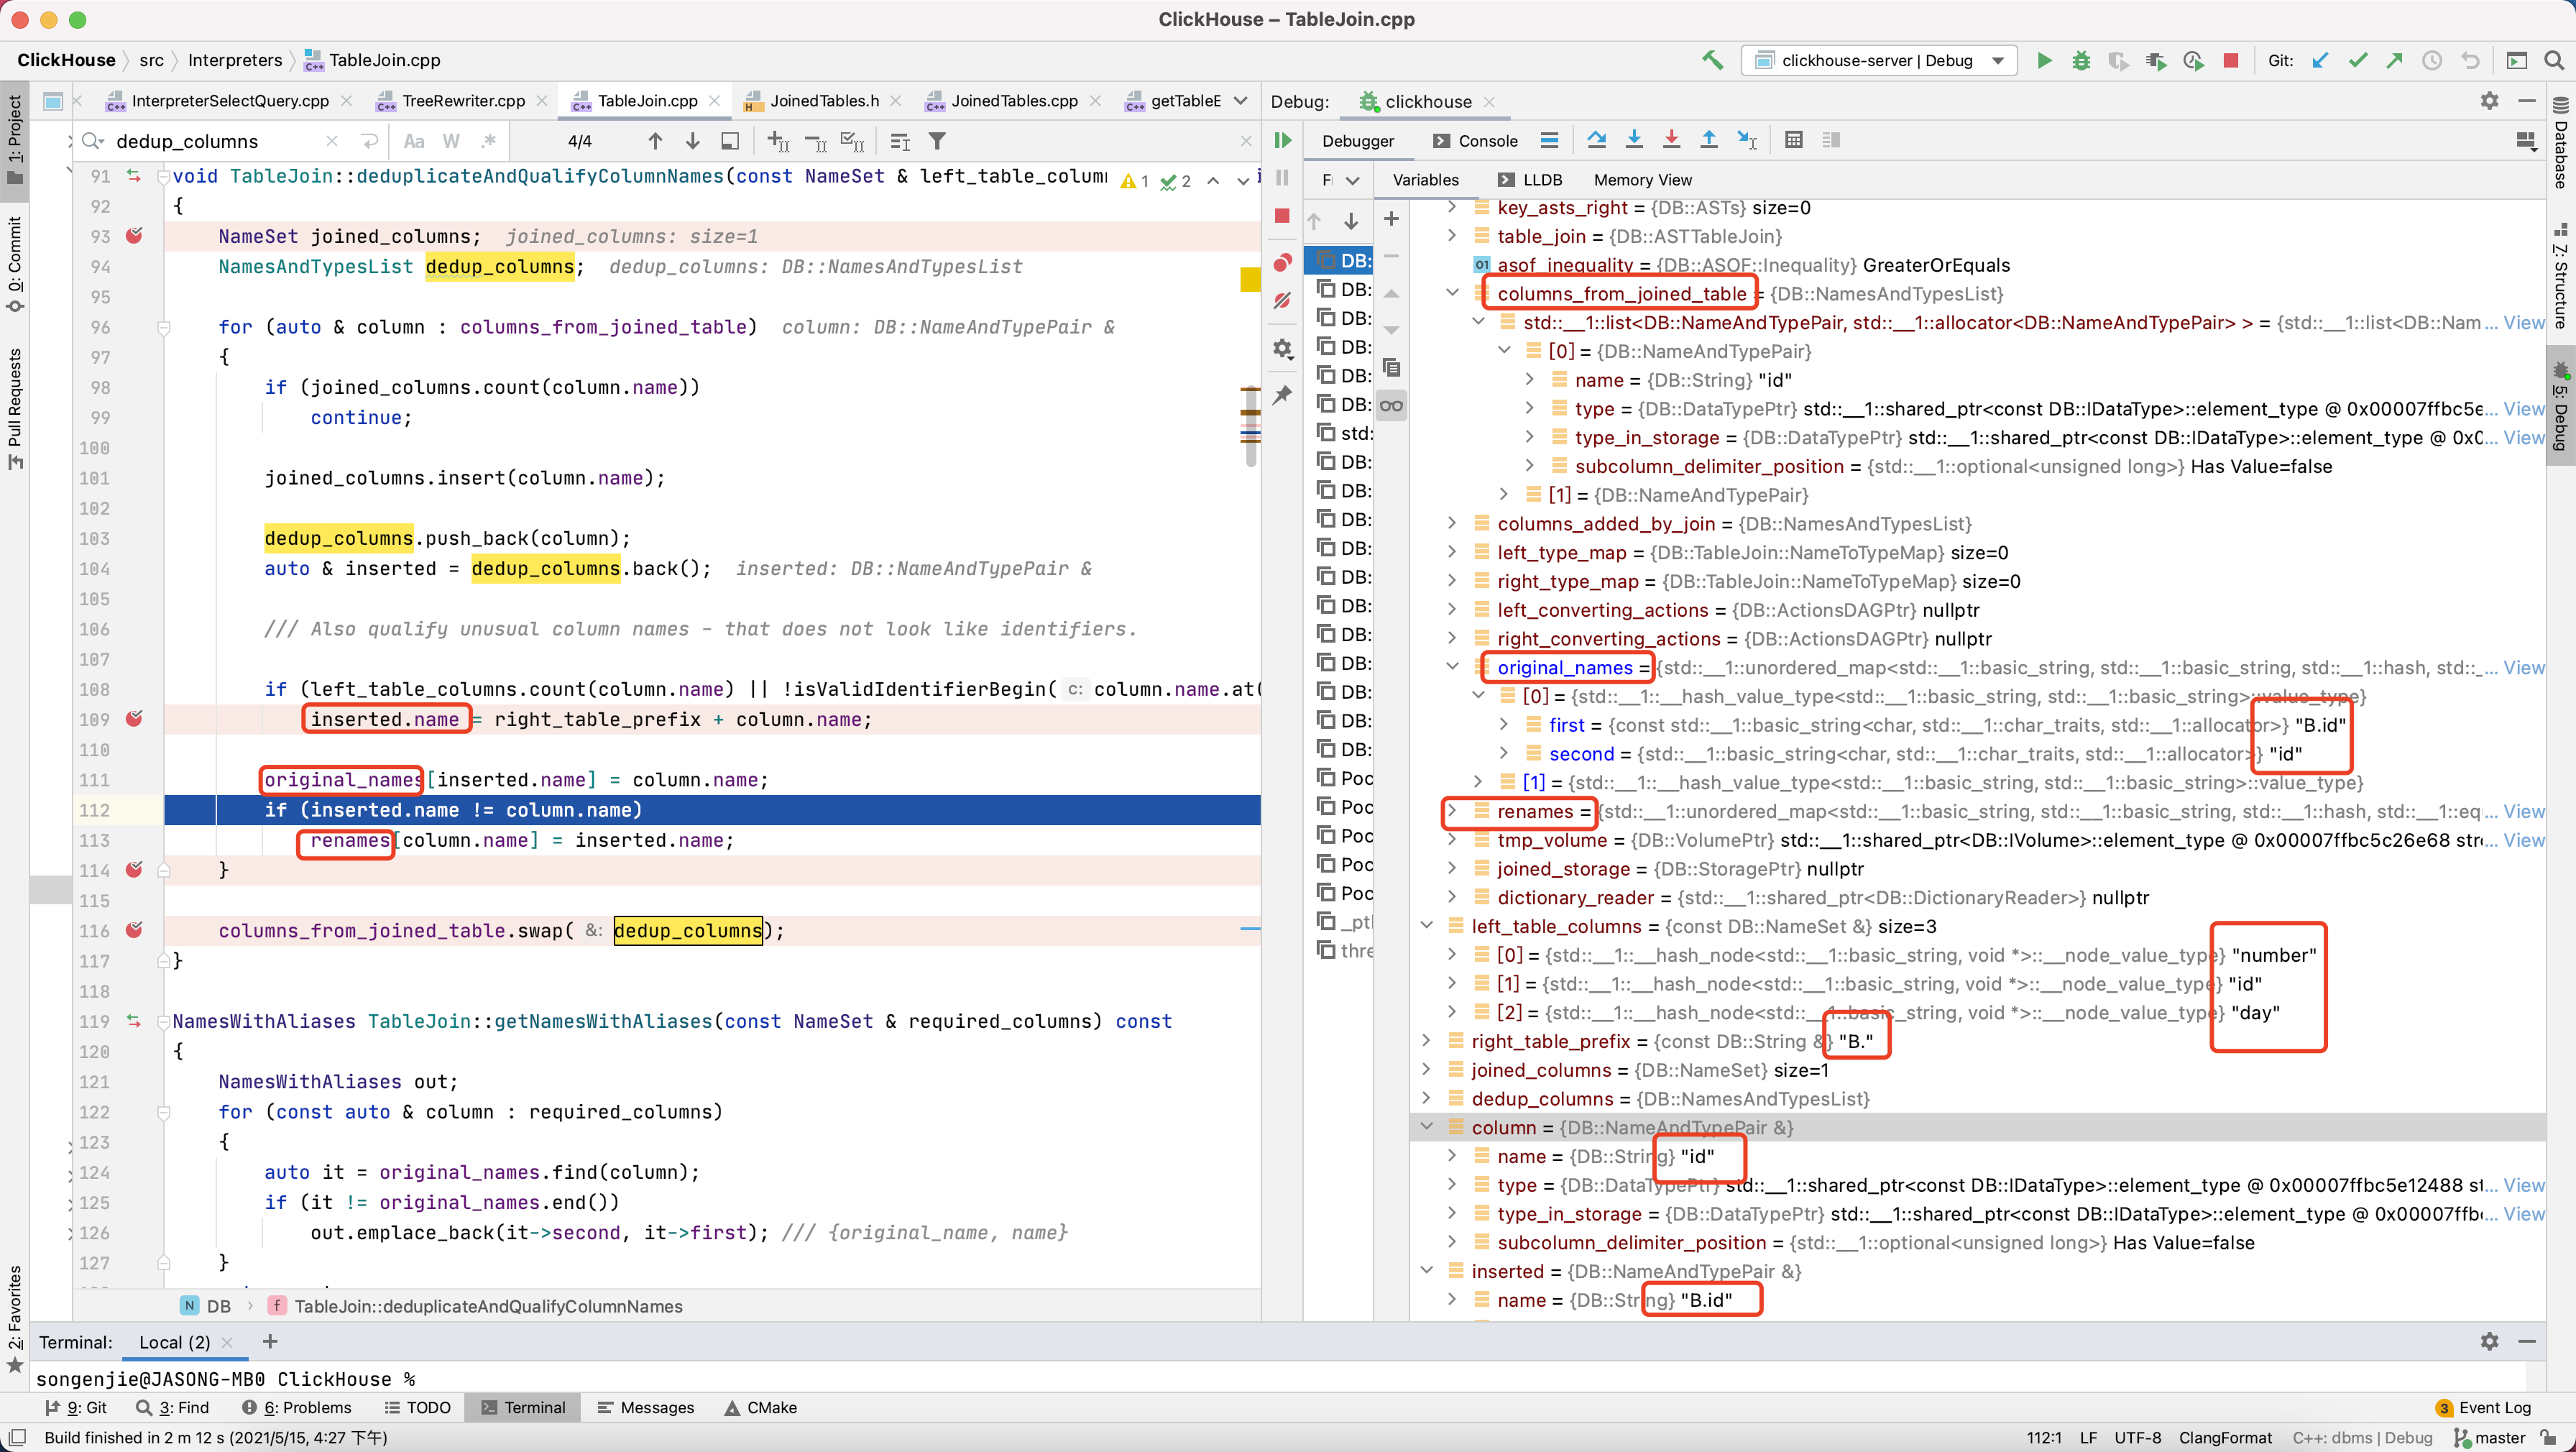 ClickHouse – TableJoin.cpp
ClickHouse
src
Interpreters
TableJoin.cpp
clickhouse-server | Debug
Git:
1: Project
0: Commit
Pull Requests
2: Favorites
InterpreterSelectQuery.cpp
TreeRewriter.cpp
TableJoin.cpp
JoinedTables.h
JoinedTables.cpp
getTableE
Debug:
clickhouse
dedup_columns
Aa
W
.*
4/4
Debugger
Console
Variables
LLDB
Memory View
Database
7: Structure
5: Debug
1
2
91 void TableJoin::deduplicateAndQualifyColumnNames(const NameSet & left_table_colum
92 {
93 NameSet joined_columns; joined_columns: size=1
94 NamesAndTypesList dedup_columns; dedup_columns: DB::NamesAndTypesList
95
96 for (auto & column : columns_from_joined_table) column: DB::NameAndTypePair &
97 {
98 if (joined_columns.count(column.name))
99 continue;
100
101 joined_columns.insert(column.name);
102
103 dedup_columns.push_back(column);
104 auto & inserted = dedup_columns.back(); inserted: DB::NameAndTypePair &
105
106 /// Also qualify unusual column names - that does not look like identifiers.
107
108 if (left_table_columns.count(column.name) || !isValidIdentifierBegin( c: column.name.at(
109 inserted.name = right_table_prefix + column.name;
110
111 original_names[inserted.name] = column.name;
112 if (inserted.name != column.name)
113 renames[column.name] = inserted.name;
114 }
115
116 columns_from_joined_table.swap( &: dedup_columns);
117 }
118
119 NamesWithAliases TableJoin::getNamesWithAliases(const NameSet & required_columns) const
120 {
121 NamesWithAliases out;
122 for (const auto & column : required_columns)
123 {
124 auto it = original_names.find(column);
125 if (it != original_names.end())
126 out.emplace_back(it->second, it->first); /// {original_name, name}
127 }
N DB
f TableJoin::deduplicateAndQualifyColumnNames
DB:
DB:
DB:
DB:
DB:
DB:
std:
DB:
DB:
DB:
DB:
DB:
DB:
DB:
DB:
DB:
DB:
DB:
Poc
Poc
Poc
Poc
Poc
_ptl
thre
key_asts_right = {DB::ASTs} size=0
table_join = {DB::ASTTableJoin}
asof_inequality = {DB::ASOF::Inequality} GreaterOrEquals
columns_from_joined_table = {DB::NamesAndTypesList}
std::__1::list<DB::NameAndTypePair, std::__1::allocator<DB::NameAndTypePair> > = {std::__1::list<DB::Nam... View
[0] = {DB::NameAndTypePair}
name = {DB::String} "id"
type = {DB::DataTypePtr} std::__1::shared_ptr<const DB::IDataType>::element_type @ 0x00007ffbc5e... View
type_in_storage = {DB::DataTypePtr} std::__1::shared_ptr<const DB::IDataType>::element_type @ 0x0... View
subcolumn_delimiter_position = {std::__1::optional<unsigned long>} Has Value=false
[1] = {DB::NameAndTypePair}
columns_added_by_join = {DB::NamesAndTypesList}
left_type_map = {DB::TableJoin::NameToTypeMap} size=0
right_type_map = {DB::TableJoin::NameToTypeMap} size=0
left_converting_actions = {DB::ActionsDAGPtr} nullptr
right_converting_actions = {DB::ActionsDAGPtr} nullptr
original_names = {std::__1::unordered_map<std::__1::basic_string, std::__1::basic_string, std::__1::hash, std::_... View
[0] = {std::__1::__hash_value_type<std::__1::basic_string, std::__1::basic_string>::value_type}
first = {const std::__1::basic_string<char, std::__1::char_traits, std::__1::allocator>} "B.id"
second = {std::__1::basic_string<char, std::__1::char_traits, std::__1::allocator>} "id"
[1] = {std::__1::__hash_value_type<std::__1::basic_string, std::__1::basic_string>::value_type}
renames = {std::__1::unordered_map<std::__1::basic_string, std::__1::basic_string, std::__1::hash, std::__1::eq... View
tmp_volume = {DB::VolumePtr} std::__1::shared_ptr<DB::IVolume>::element_type @ 0x00007ffbc5c26e68 str... View
joined_storage = {DB::StoragePtr} nullptr
dictionary_reader = {std::__1::shared_ptr<DB::DictionaryReader>} nullptr
left_table_columns = {const DB::NameSet &} size=3
[0] = {std::__1::__hash_node<std::__1::basic_string, void *>::__node_value_type} "number"
[1] = {std::__1::__hash_node<std::__1::basic_string, void *>::__node_value_type} "id"
[2] = {std::__1::__hash_node<std::__1::basic_string, void *>::__node_value_type} "day"
right_table_prefix = {const DB::String &} "B."
joined_columns = {DB::NameSet} size=1
dedup_columns = {DB::NamesAndTypesList}
column = {DB::NameAndTypePair &}
name = {DB::String} "id"
type = {DB::DataTypePtr} std::__1::shared_ptr<const DB::IDataType>::element_type @ 0x00007ffbc5e12488 st... View
type_in_storage = {DB::DataTypePtr} std::__1::shared_ptr<const DB::IDataType>::element_type @ 0x00007ffb... View
subcolumn_delimiter_position = {std::__1::optional<unsigned long>} Has Value=false
inserted = {DB::NameAndTypePair &}
name = {DB::String} "B.id"
Terminal:
Local (2)
songenjie@JASONG-MB0 ClickHouse %
9: Git
3: Find
6: Problems
TODO
Terminal
Messages
CMake
3 Event Log
Build finished in 2 m 12 s (2021/5/15, 4:27 下午)
112:1
LF
UTF-8
ClangFormat
C++: dbms | Debug
master